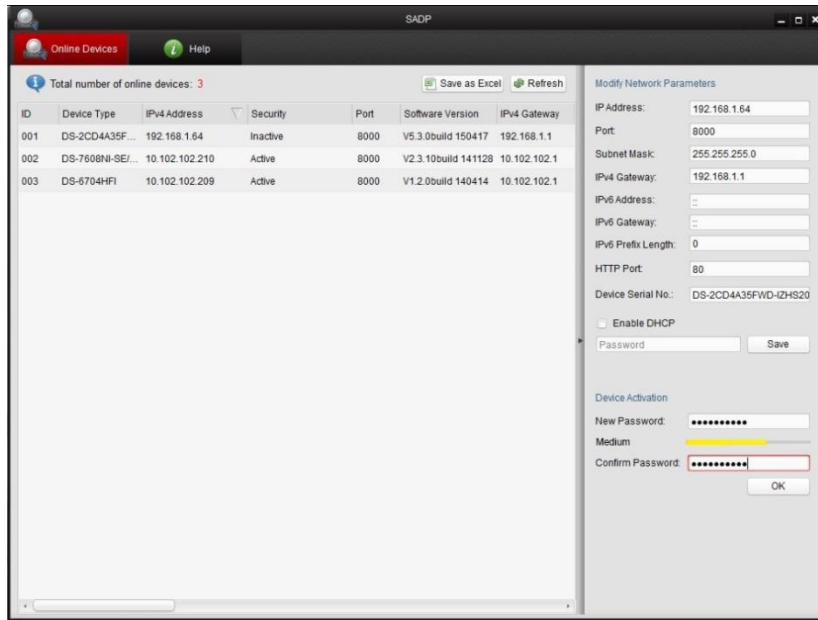 SADP
Online Devices
Help
Total number of online devices: 3
Save as Excel
Refresh
ID Device Type IPv4 Address Security Port Software Version IPv4 Gateway
001 DS-2CD4A35F... 192.168.1.64 Inactive 8000 V5.3.0build 150417 192.168.1.1
002 DS-7608NI-SE/... 10.102.102.210 Active 8000 V2.3.10build 141128 10.102.102.1
003 DS-6704HFI 10.102.102.209 Active 8000 V1.2.0build 140414 10.102.102.1
Modify Network Parameters
IP Address: 192.168.1.64
Port: 8000
Subnet Mask: 255.255.255.0
IPv4 Gateway: 192.168.1.1
IPv6 Address: ::
IPv6 Gateway: ::
IPv6 Prefix Length: 0
HTTP Port: 80
Device Serial No.: DS-2CD4A35FWD-IZHS20
Enable DHCP
Password
Save
Device Activation
New Password: ●●●●●●●●●●
Medium
Confirm Password: ●●●●●●●●●●
OK